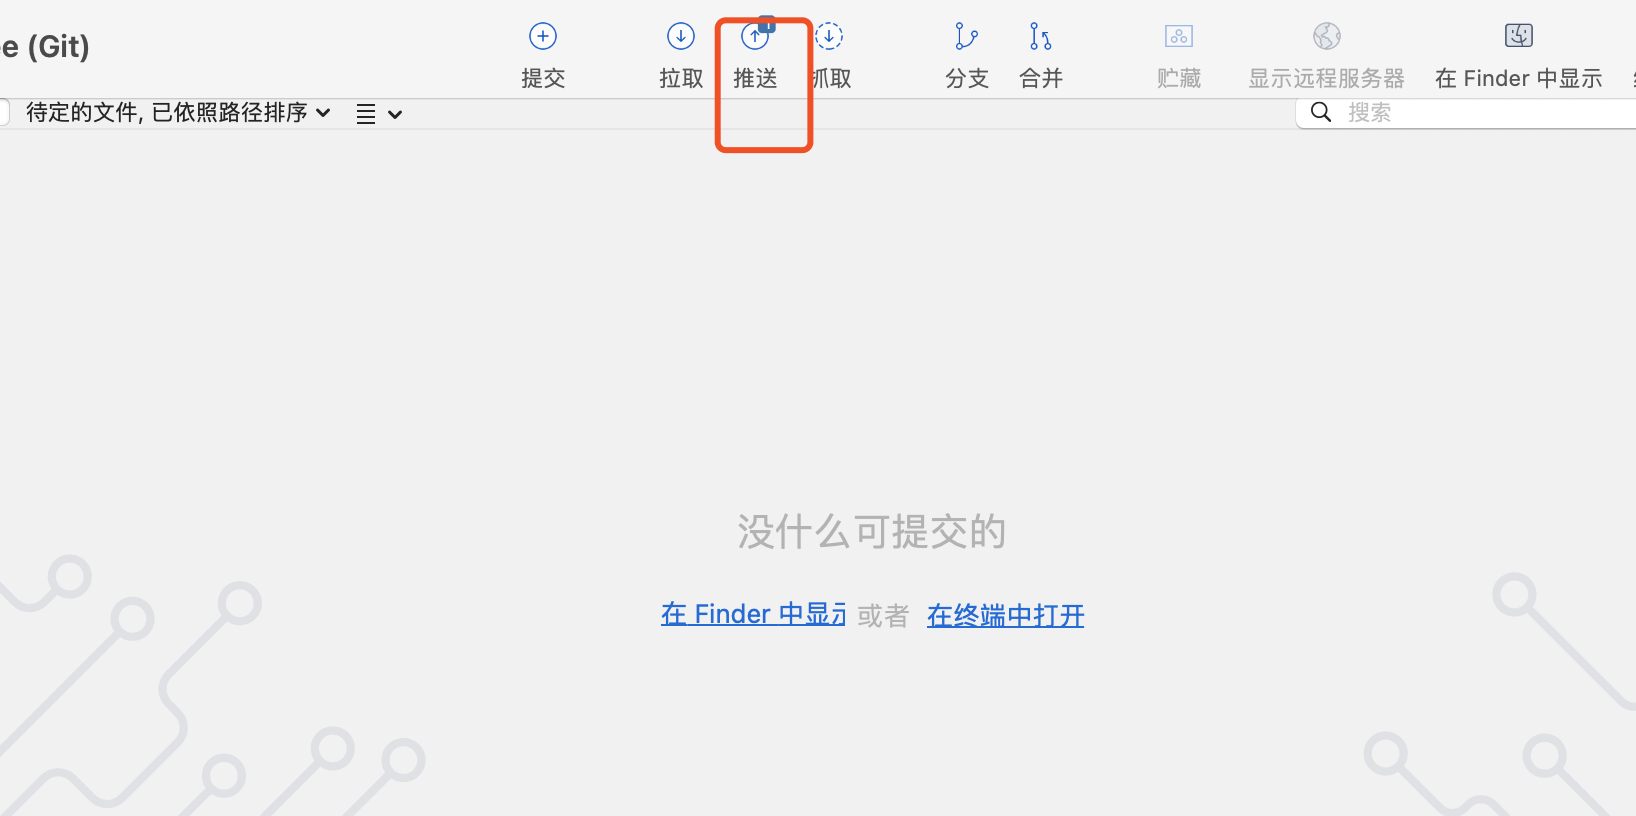 e (Git)
提交
拉取
推送
抓取
分支
合并
贮藏
显示远程服务器
在 Finder 中显示
待定的文件, 已依照路径排序
搜索
没什么可提交的
在 Finder 中显示 或者 在终端中打开